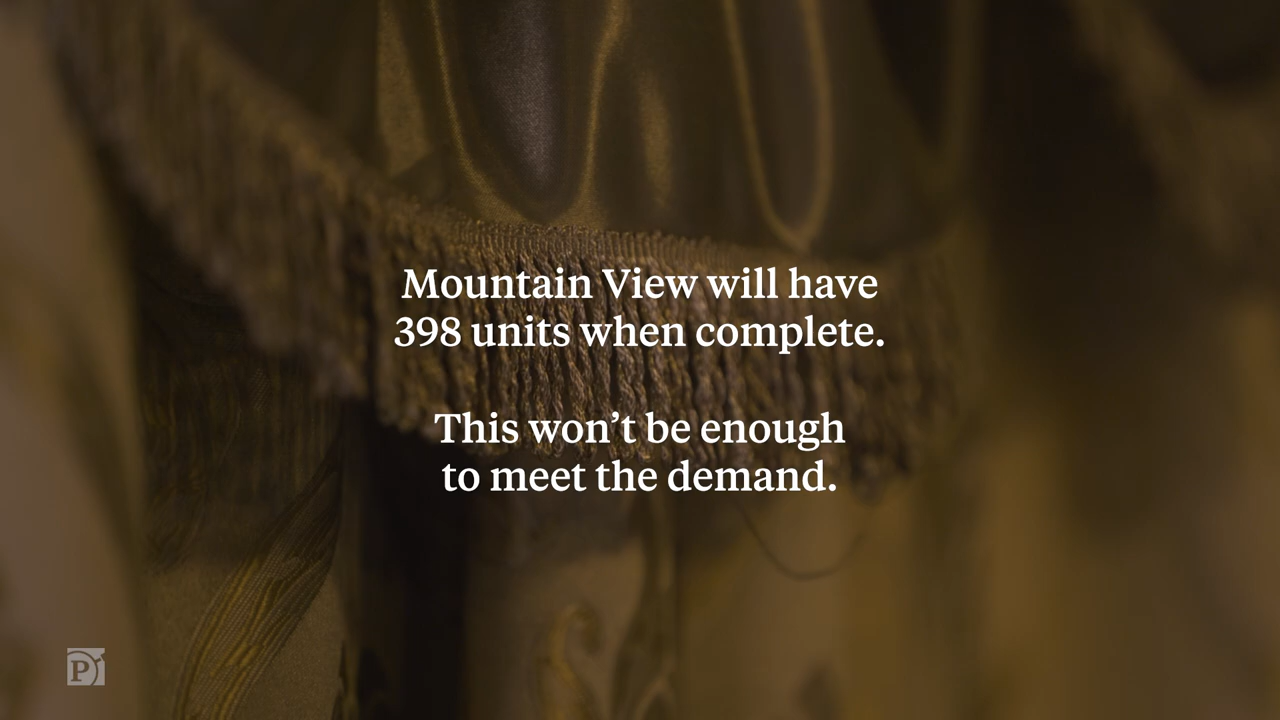 Mountain View will have
398 units when complete.
This won’t be enough
to meet the demand.
P